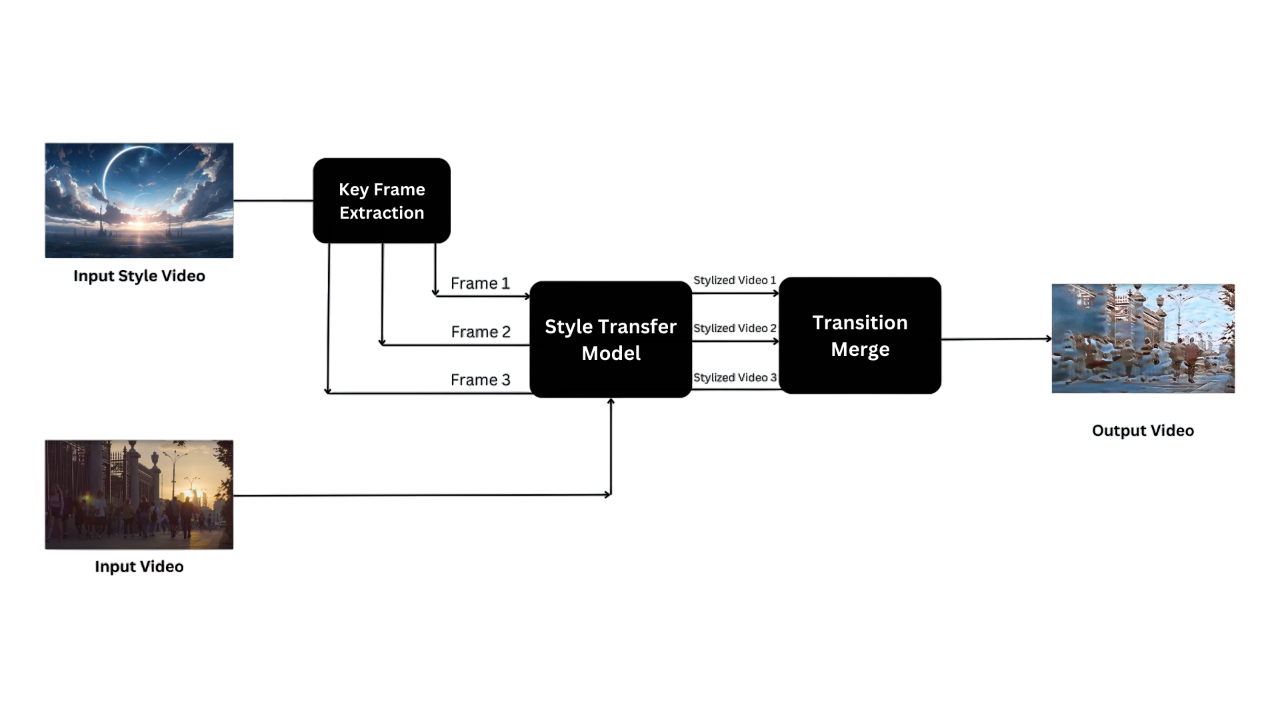 Key Frame
Extraction
Input Style Video
Frame 1
Frame 2
Frame 3
Style Transfer
Model
Stylized Video 1
Stylized Video 2
Stylized Video 3
Transition
Merge
Output Video
Input Video